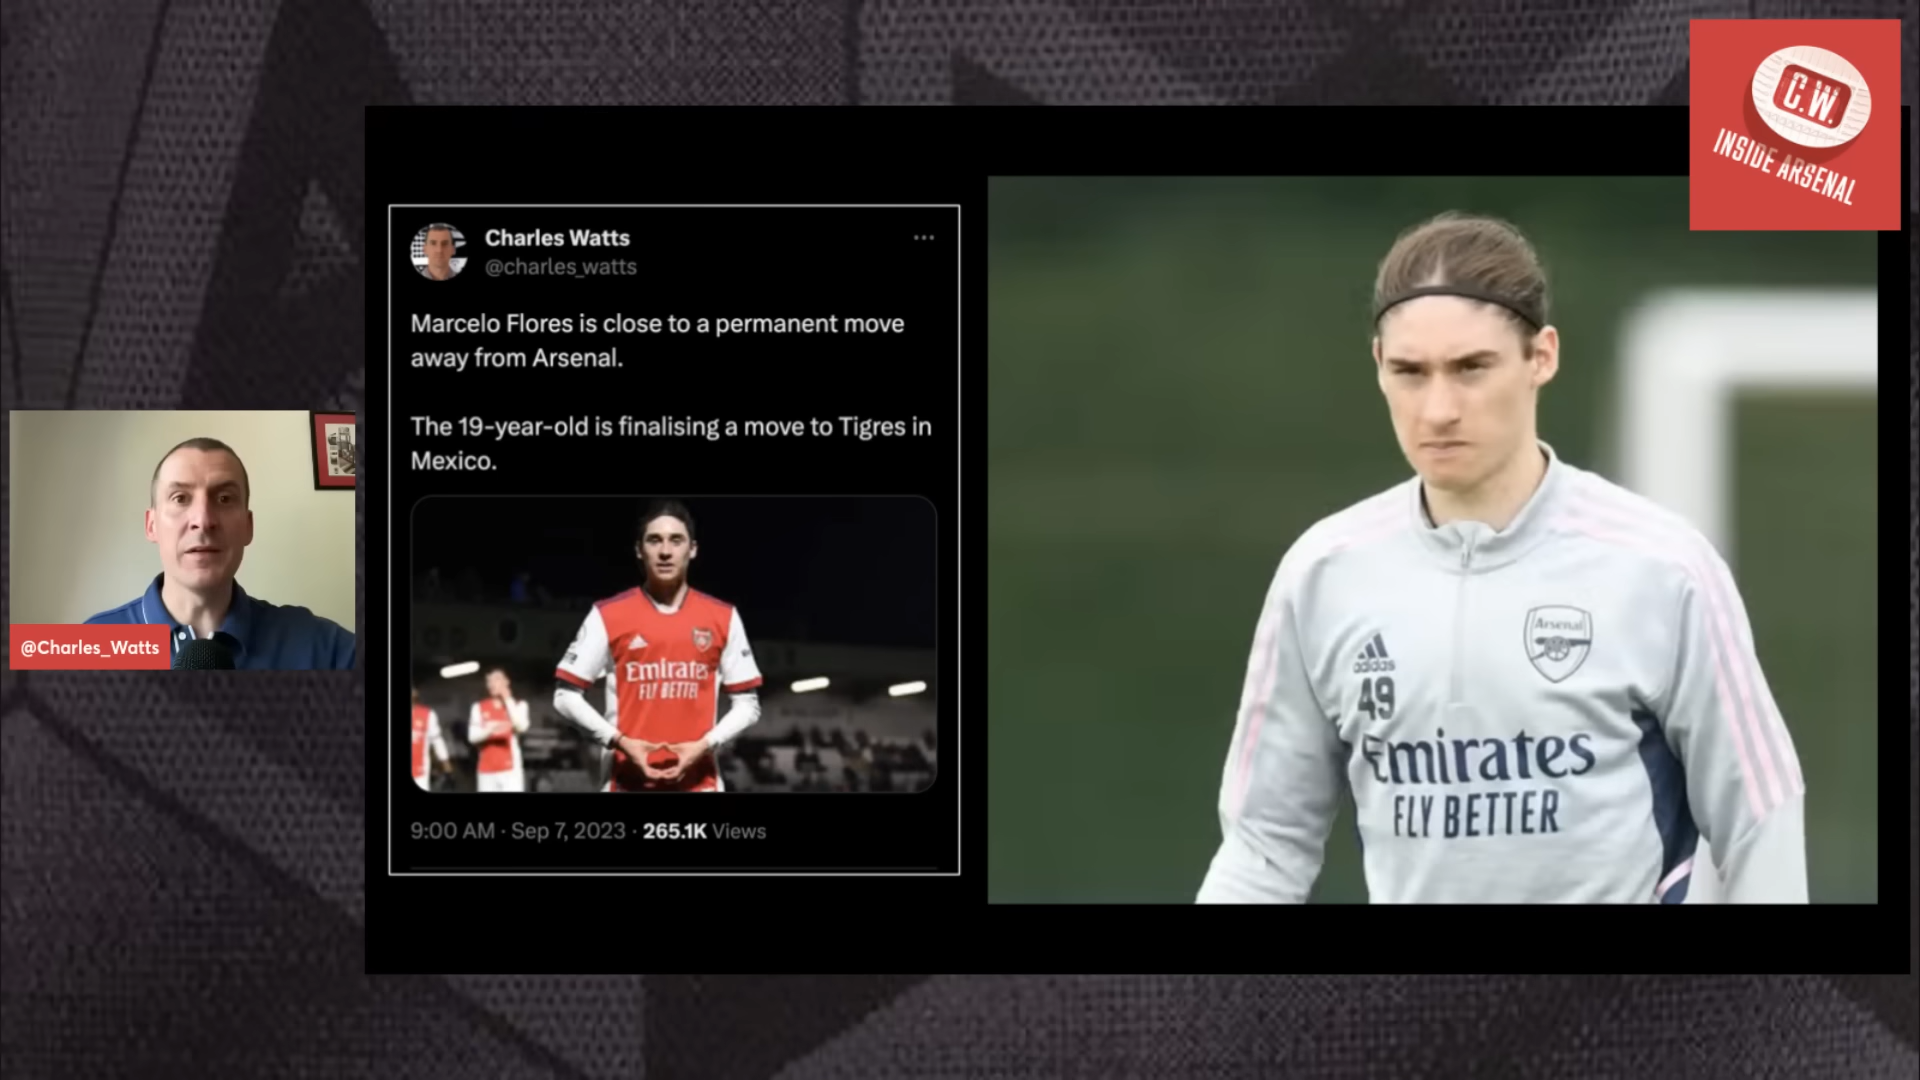 C.W.
INSIDE ARSENAL
Charles Watts
@charles_watts
Marcelo Flores is close to a permanent move
away from Arsenal.
The 19-year-old is finalising a move to Tigres in
Mexico.
Emirates
FLY BETTER
9:00 AM · Sep 7, 2023 · 265.1K Views
@Charles_Watts
Arsenal
adidas
49
Emirates
FLY BETTER